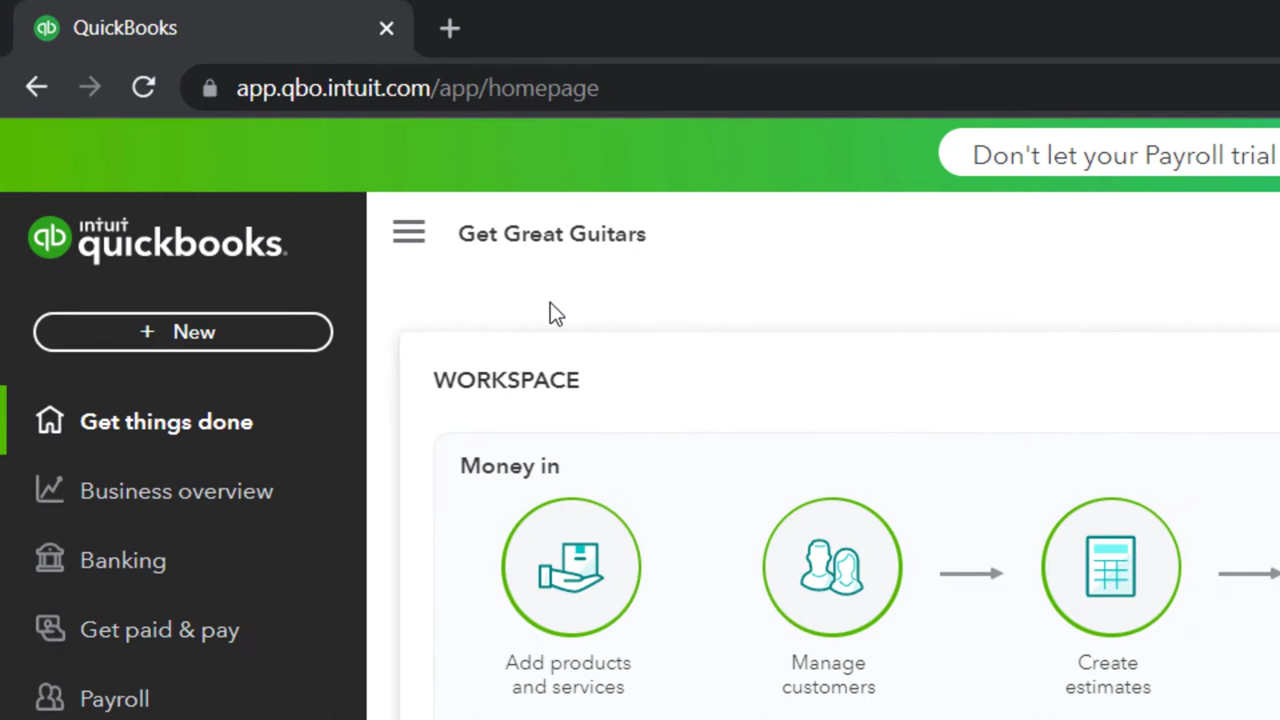 qb QuickBooks
app.qbo.intuit.com/app/homepage
Don't let your Payroll trial
qb intuit quickbooks.
Get Great Guitars
+ New
WORKSPACE
Get things done
Money in
Business overview
Banking
Get paid & pay
Add products
and services
Manage
customers
Create
estimates
Payroll